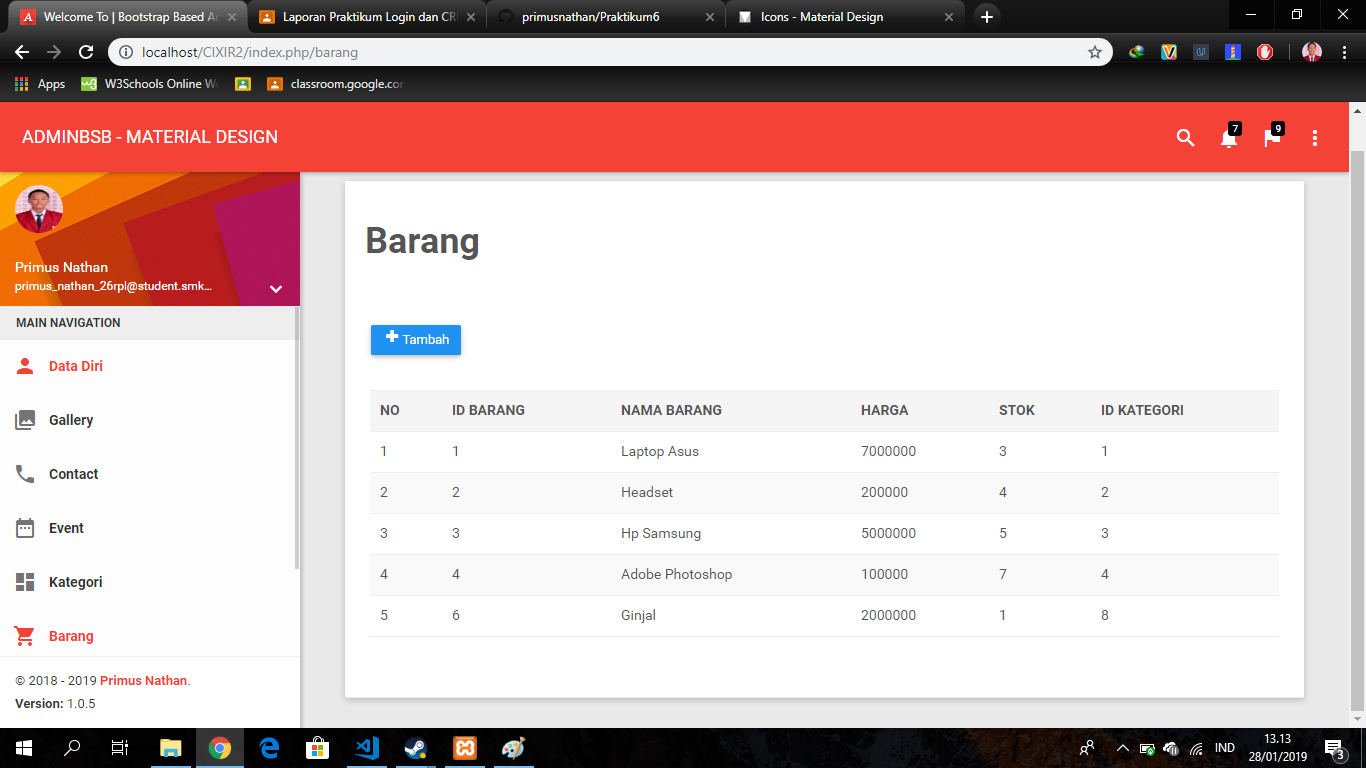 Welcome To | Bootstrap Based Ad
Laporan Praktikum Login dan CR
primusnathan/Praktikum6
Icons - Material Design
localhost/CIXIR2/index.php/barang
Apps
W3Schools Online We
classroom.google.com
ADMINBSB - MATERIAL DESIGN
7
9
Primus Nathan
primus_nathan_26rpl@student.smk...
MAIN NAVIGATION
Data Diri
Gallery
Contact
Event
Kategori
Barang
© 2018 - 2019 Primus Nathan.
Version: 1.0.5
Barang
Tambah
NO ID BARANG NAMA BARANG HARGA STOK ID KATEGORI
1 1 Laptop Asus 7000000 3 1
2 2 Headset 200000 4 2
3 3 Hp Samsung 5000000 5 3
4 4 Adobe Photoshop 100000 7 4
5 6 Ginjal 2000000 1 8
IND
13.13
28/01/2019
3